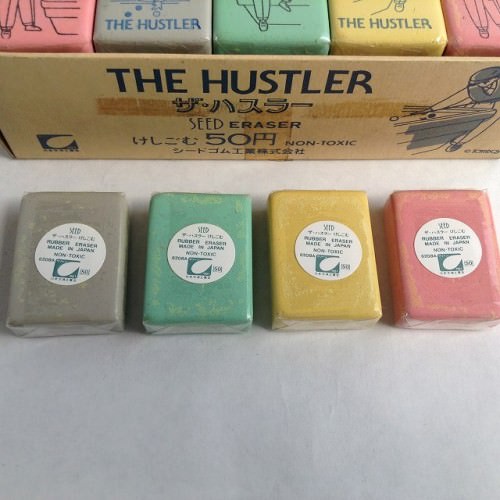 THE HUSTLER
ザ・ハスラー
SEED ERASER
けしごむ 50円 NON-TOXIC
シードゴム工業株式会社
SEED
ザ・ハスラー けしごむ
RUBBER ERASER
MADE IN JAPAN
NON-TOXIC
50
SEED
ザ・ハスラー けしごむ
RUBBER ERASER
MADE IN JAPAN
NON-TOXIC
50
SEED
ザ・ハスラー けしごむ
RUBBER ERASER
MADE IN JAPAN
NON-TOXIC
50
SEED
ザ・ハスラー けしごむ
RUBBER ERASER
MADE IN JAPAN
NON-TOXIC
50